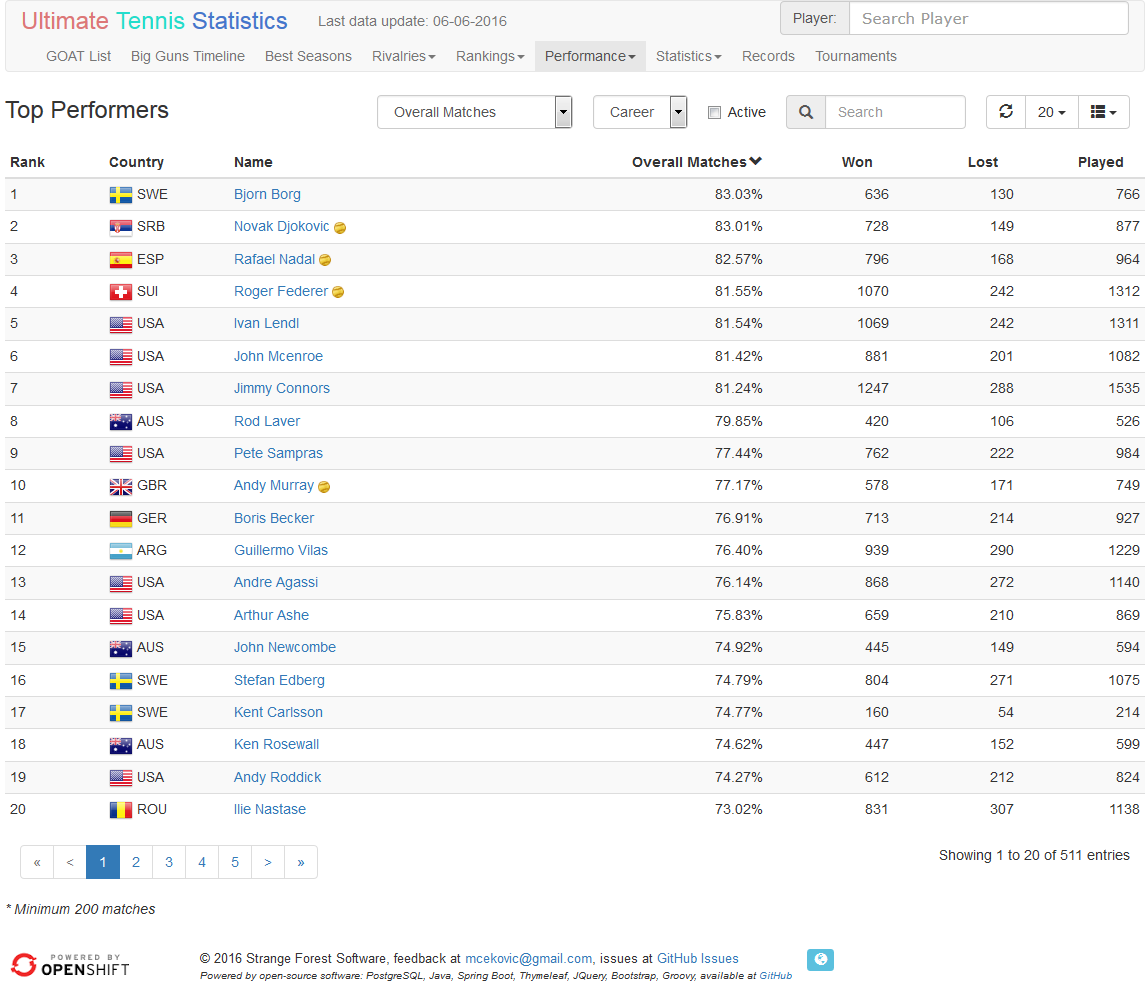 Ultimate Tennis Statistics Last data update: 06-06-2016 Player: Search Player
GOAT List Big Guns Timeline Best Seasons Rivalries Rankings Performance Statistics Records Tournaments
Top Performers Overall Matches Career Active Search 20
Rank Country Name Overall Matches Won Lost Played
1 SWE Bjorn Borg 83.03% 636 130 766
2 SRB Novak Djokovic 83.01% 728 149 877
3 ESP Rafael Nadal 82.57% 796 168 964
4 SUI Roger Federer 81.55% 1070 242 1312
5 USA Ivan Lendl 81.54% 1069 242 1311
6 USA John Mcenroe 81.42% 881 201 1082
7 USA Jimmy Connors 81.24% 1247 288 1535
8 AUS Rod Laver 79.85% 420 106 526
9 USA Pete Sampras 77.44% 762 222 984
10 GBR Andy Murray 77.17% 578 171 749
11 GER Boris Becker 76.91% 713 214 927
12 ARG Guillermo Vilas 76.40% 939 290 1229
13 USA Andre Agassi 76.14% 868 272 1140
14 USA Arthur Ashe 75.83% 659 210 869
15 AUS John Newcombe 74.92% 445 149 594
16 SWE Stefan Edberg 74.79% 804 271 1075
17 SWE Kent Carlsson 74.77% 160 54 214
18 AUS Ken Rosewall 74.62% 447 152 599
19 USA Andy Roddick 74.27% 612 212 824
20 ROU Ilie Nastase 73.02% 831 307 1138
« < 1 2 3 4 5 > » Showing 1 to 20 of 511 entries
* Minimum 200 matches
POWERED BY
OPENSHIFT
© 2016 Strange Forest Software, feedback at mcekovic@gmail.com, issues at GitHub Issues
Powered by open-source software: PostgreSQL, Java, Spring Boot, Thymeleaf, JQuery, Bootstrap, Groovy, available at GitHub